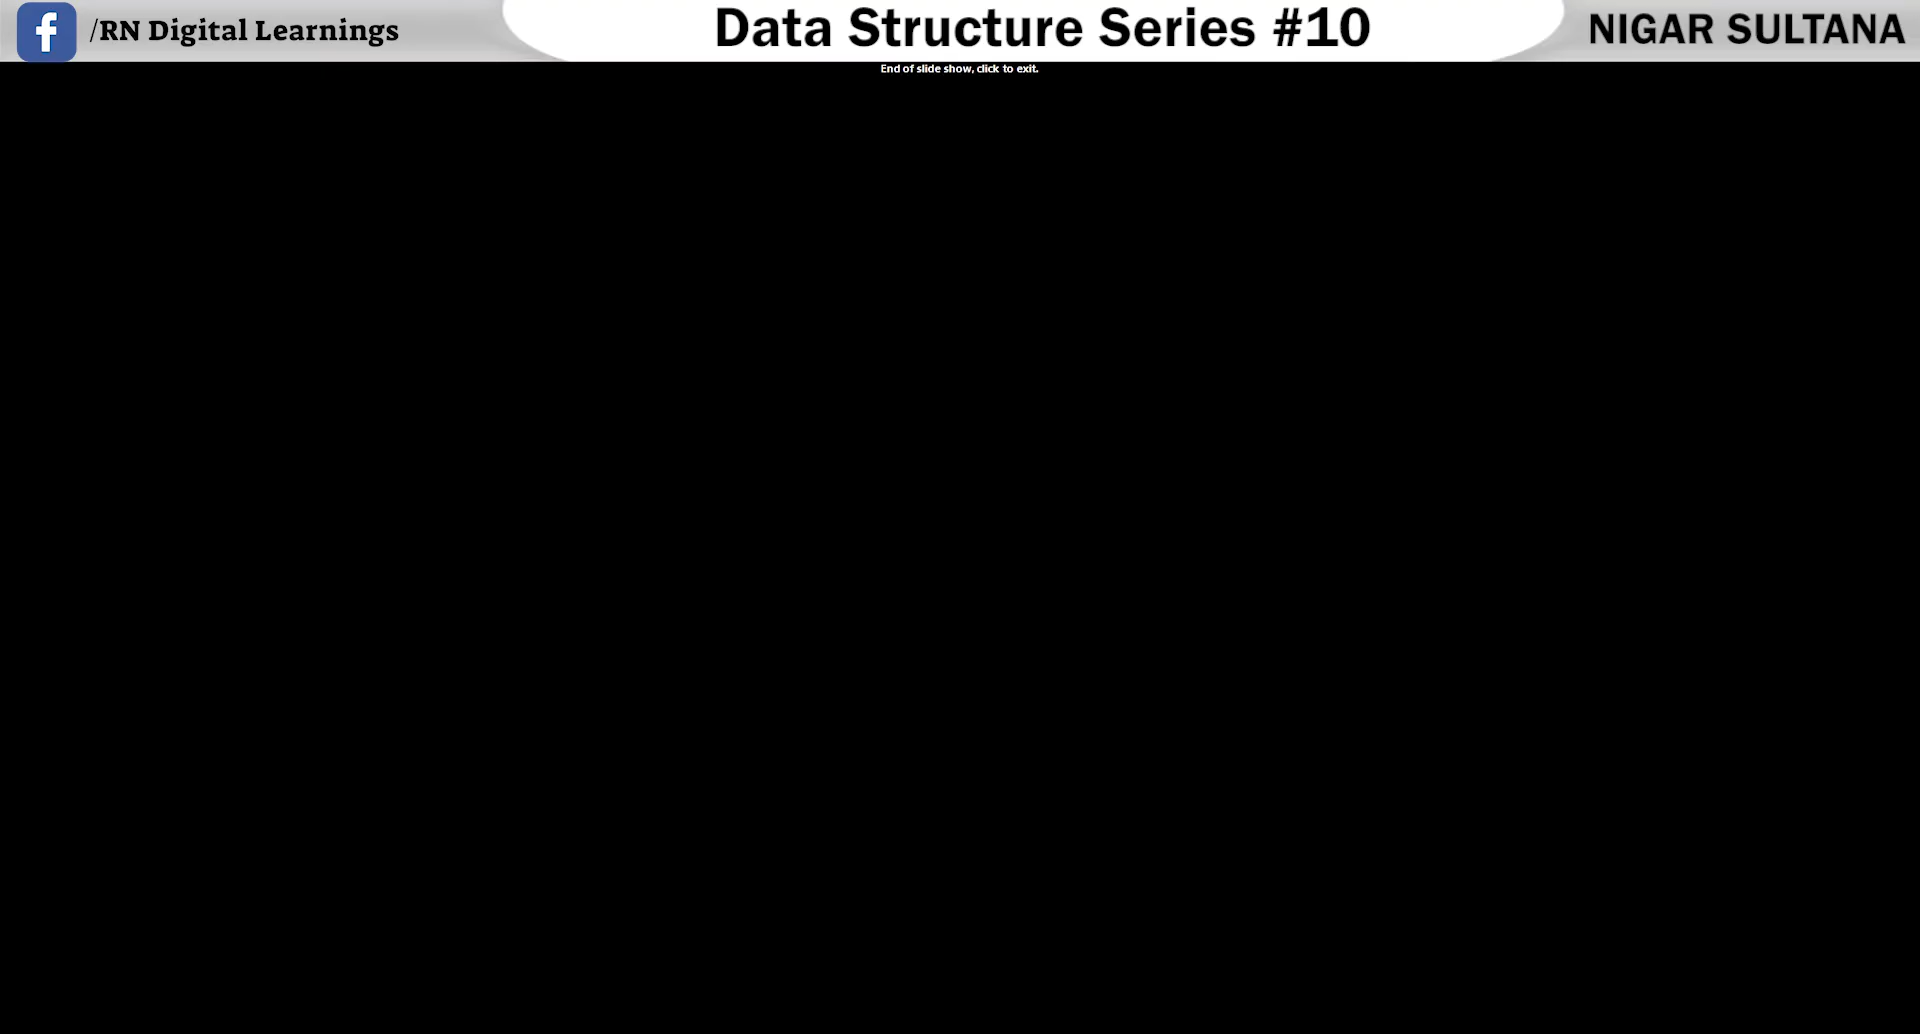 /RN Digital Learnings
Data Structure Series #10
NIGAR SULTANA
End of slide show, click to exit.